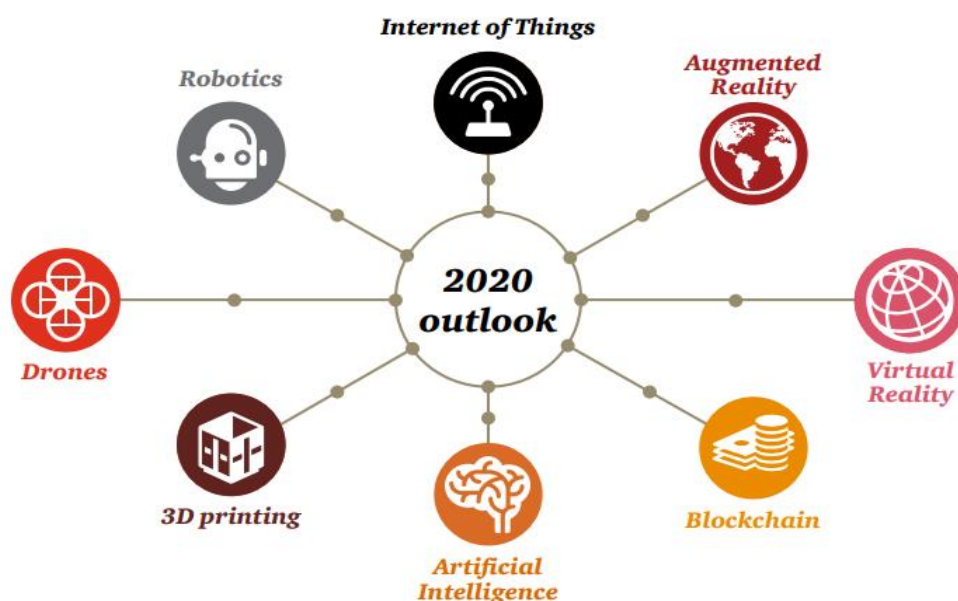 Internet of Things
Robotics
Augmented
Reality
2020
outlook
Drones
Virtual
Reality
3D printing
Blockchain
Artificial
Intelligence